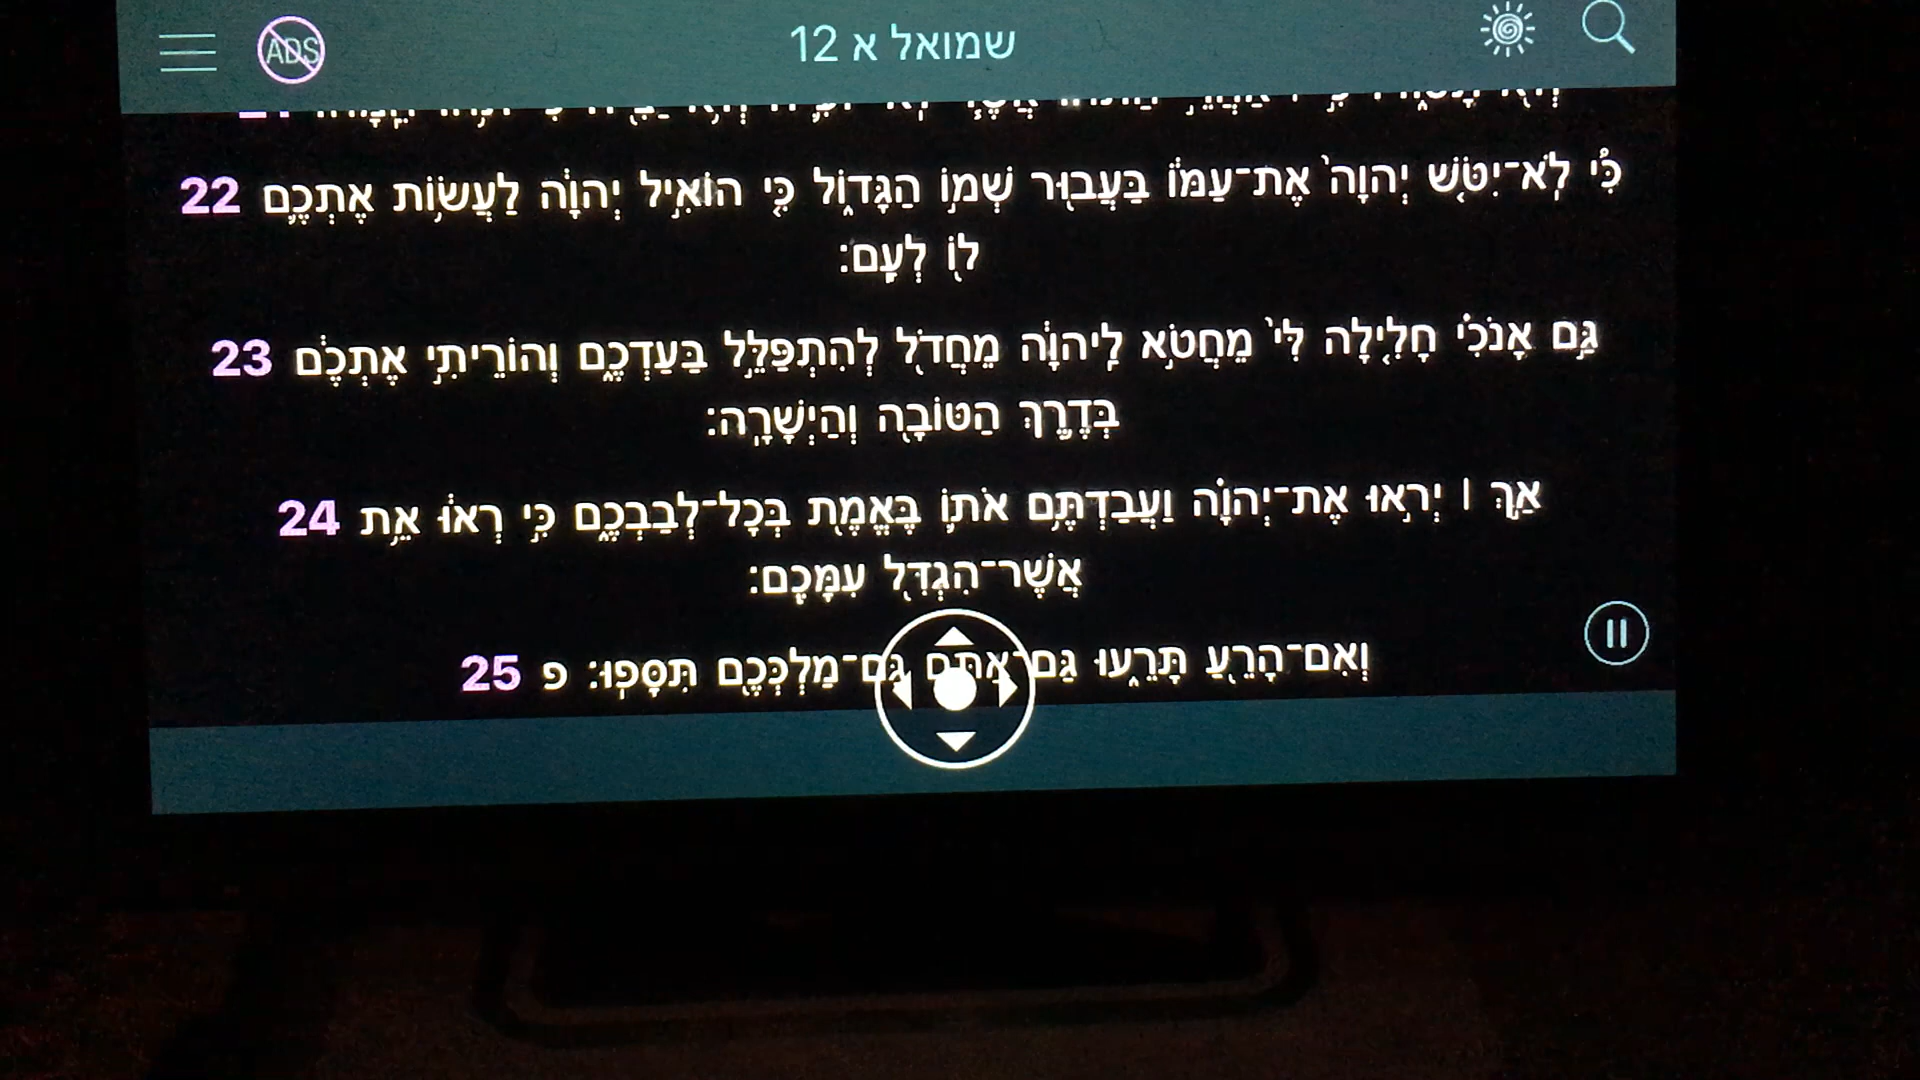 ADS
שמואל א 12
22 כִּ֠י לֹֽא־יִטֹּ֤שׁ יְהוָה֙ אֶת־עַמּ֔וֹ בַּעֲב֖וּר שְׁמ֣וֹ הַגָּד֑וֹל כִּ֚י הוֹאִ֣יל יְהוָ֔ה לַעֲשׂ֥וֹת אֶתְכֶ֛ם
ל֖וֹ לְעָֽם׃
23 גַּ֣ם אָנֹכִ֗י חָלִ֤ילָה לִּי֙ מֵחֲטֹ֣א לַֽיהוָ֔ה מֵחֲדֹ֖ל לְהִתְפַּלֵּ֣ל בַּעַדְכֶ֑ם וְהוֹרֵיתִ֣י אֶתְכֶ֔ם
בְּדֶ֥רֶךְ הַטּוֹבָ֖ה וְהַיְשָׁרָֽה׃
24 אַ֣ךְ ׀ יְר֣אוּ אֶת־יְהוָ֗ה וַעֲבַדְתֶּ֥ם אֹת֛וֹ בֶּאֱמֶ֖ת בְּכָל־לְבַבְכֶ֑ם כִּ֣י רְא֔וּ אֵ֥ת
אֲשֶׁר־הִגְדִּ֖ל עִמָּכֶֽם׃
25 וְאִם־הָרֵ֖עַ תָּרֵ֑עוּ גַּם־אַתֶּ֥ם גַּֽם־מַלְכְּכֶ֖ם תִּסָּפֽוּ׃ פ